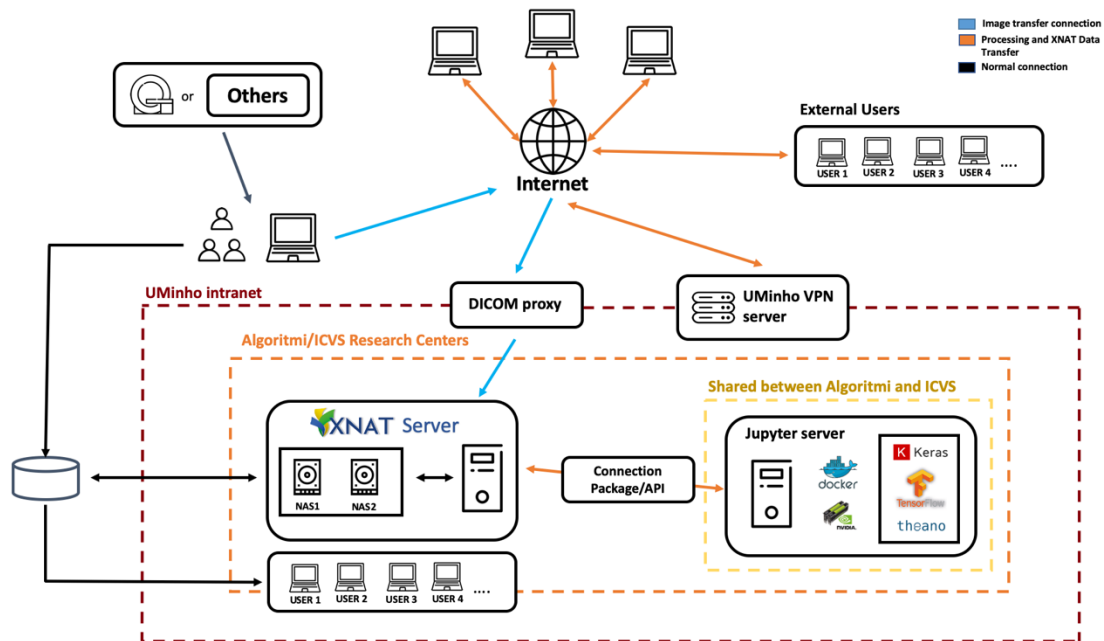 Image transfer connection
Processing and XNAT Data
Transfer
Normal connection
or
Others
External Users
USER 1 USER 2 USER 3 USER 4 ....
Internet
UMinho intranet
DICOM proxy
UMinho VPN
server
Algoritmi/ICVS Research Centers
Shared between Algoritmi and ICVS
XNAT Server
NAS1 NAS2
Connection
Package/API
Jupyter server
docker
NVIDIA.
K Keras
TensorFlow
theano
USER 1 USER 2 USER 3 USER 4 ....